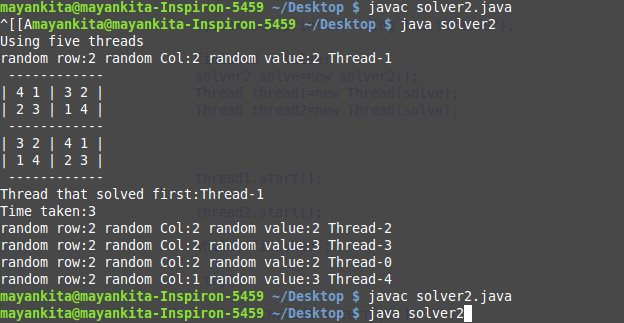 mayankita@mayankita-Inspiron-5459 ~/Desktop $ javac solver2.java
^[[Amayankita@mayankita-Inspiron-5459 ~/Desktop $ java solver2
Using five threads
random row:2 random Col:2 random value:2 Thread-1
 ------------
solver2 solve=new solver2();
| 4 1 | 3 2 |
Thread thread1=new Thread(solve);
| 2 3 | 1 4 |
Thread thread2=new Thread(solve);
 ------------
| 3 2 | 4 1 |
| 1 4 | 2 3 |
 ------------
thread1.start();
Thread that solved first:Thread-1
Time taken:3
thread2.start();
random row:2 random Col:2 random value:2 Thread-2
random row:2 random Col:2 random value:3 Thread-3
random row:2 random Col:2 random value:2 Thread-0
random row:2 random Col:1 random value:3 Thread-4
mayankita@mayankita-Inspiron-5459 ~/Desktop $ javac solver2.java
mayankita@mayankita-Inspiron-5459 ~/Desktop $ java solver2